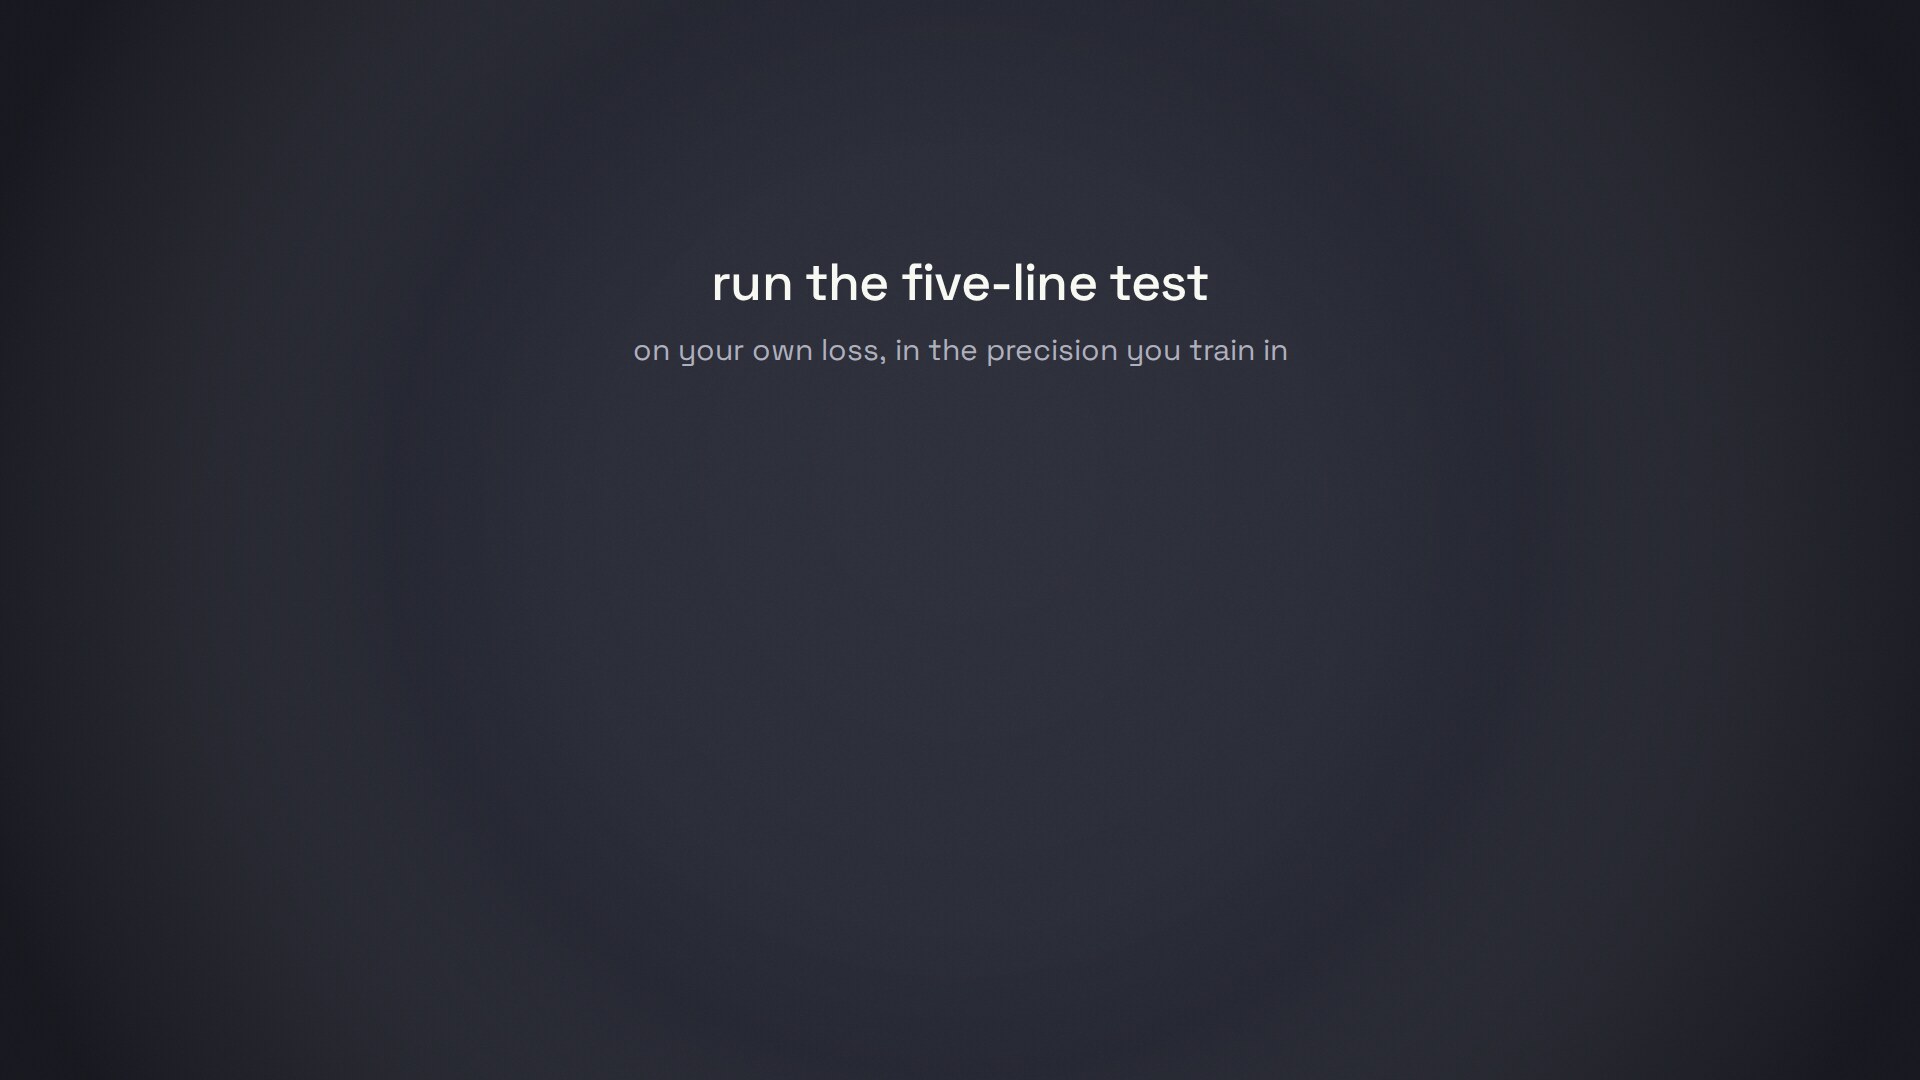 run the five-line test
on your own loss, in the precision you train in